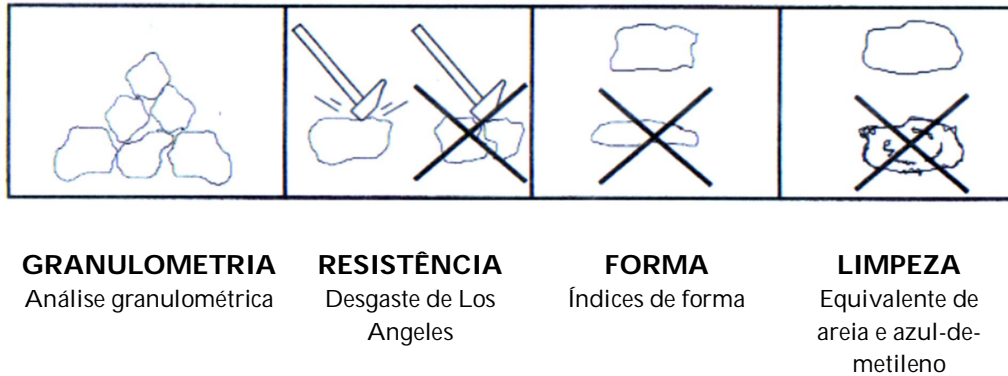 GRANULOMETRIA
Análise granulométrica
RESISTÊNCIA
Desgaste de Los
Angeles
FORMA
Índices de forma
LIMPEZA
Equivalente de
areia e azul-de-
metileno